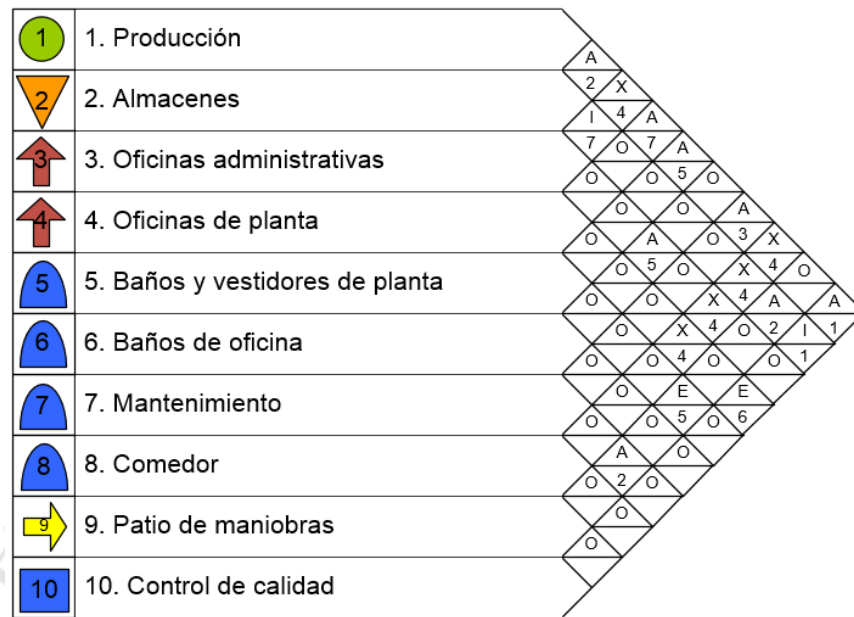 1 1. Producción
A
2 X
2 2. Almacenes
I 4 A
7 O 7 A
3 3. Oficinas administrativas
O O 5 O
O O A
4 4. Oficinas de planta
O A O 3 X
O 5 O X 4 O
5 5. Baños y vestidores de planta
O O X 4 A A
O X 4 O 2 I 1
6 6. Baños de oficina
O O 4 O O 1
O E E
7 7. Mantenimiento
O O 5 O 6
A O
8 8. Comedor
O 2 O
O
9 9. Patio de maniobras
O
10 10. Control de calidad